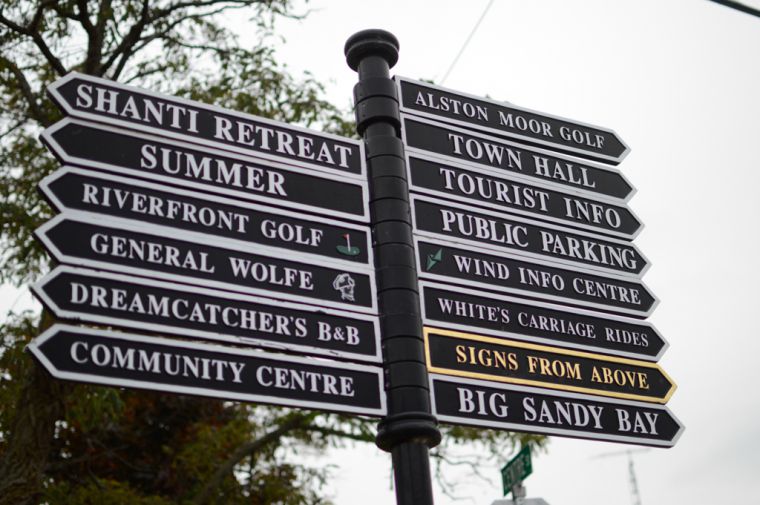 SHANTI RETREAT
SUMMER
RIVERFRONT GOLF
GENERAL WOLFE
DREAMCATCHER'S B&B
COMMUNITY CENTRE
ALSTON MOOR GOLF
TOWN HALL
TOURIST INFO
PUBLIC PARKING
WIND INFO CENTRE
WHITE'S CARRIAGE RIDES
SIGNS FROM ABOVE
BIG SANDY BAY